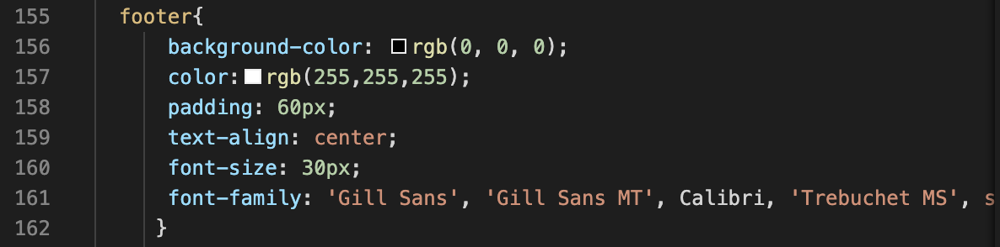 155 footer{
156 background-color: rgb(0, 0, 0);
157 color: rgb(255,255,255);
158 padding: 60px;
159 text-align: center;
160 font-size: 30px;
161 font-family: 'Gill Sans', 'Gill Sans MT', Calibri, 'Trebuchet MS', s
162 }